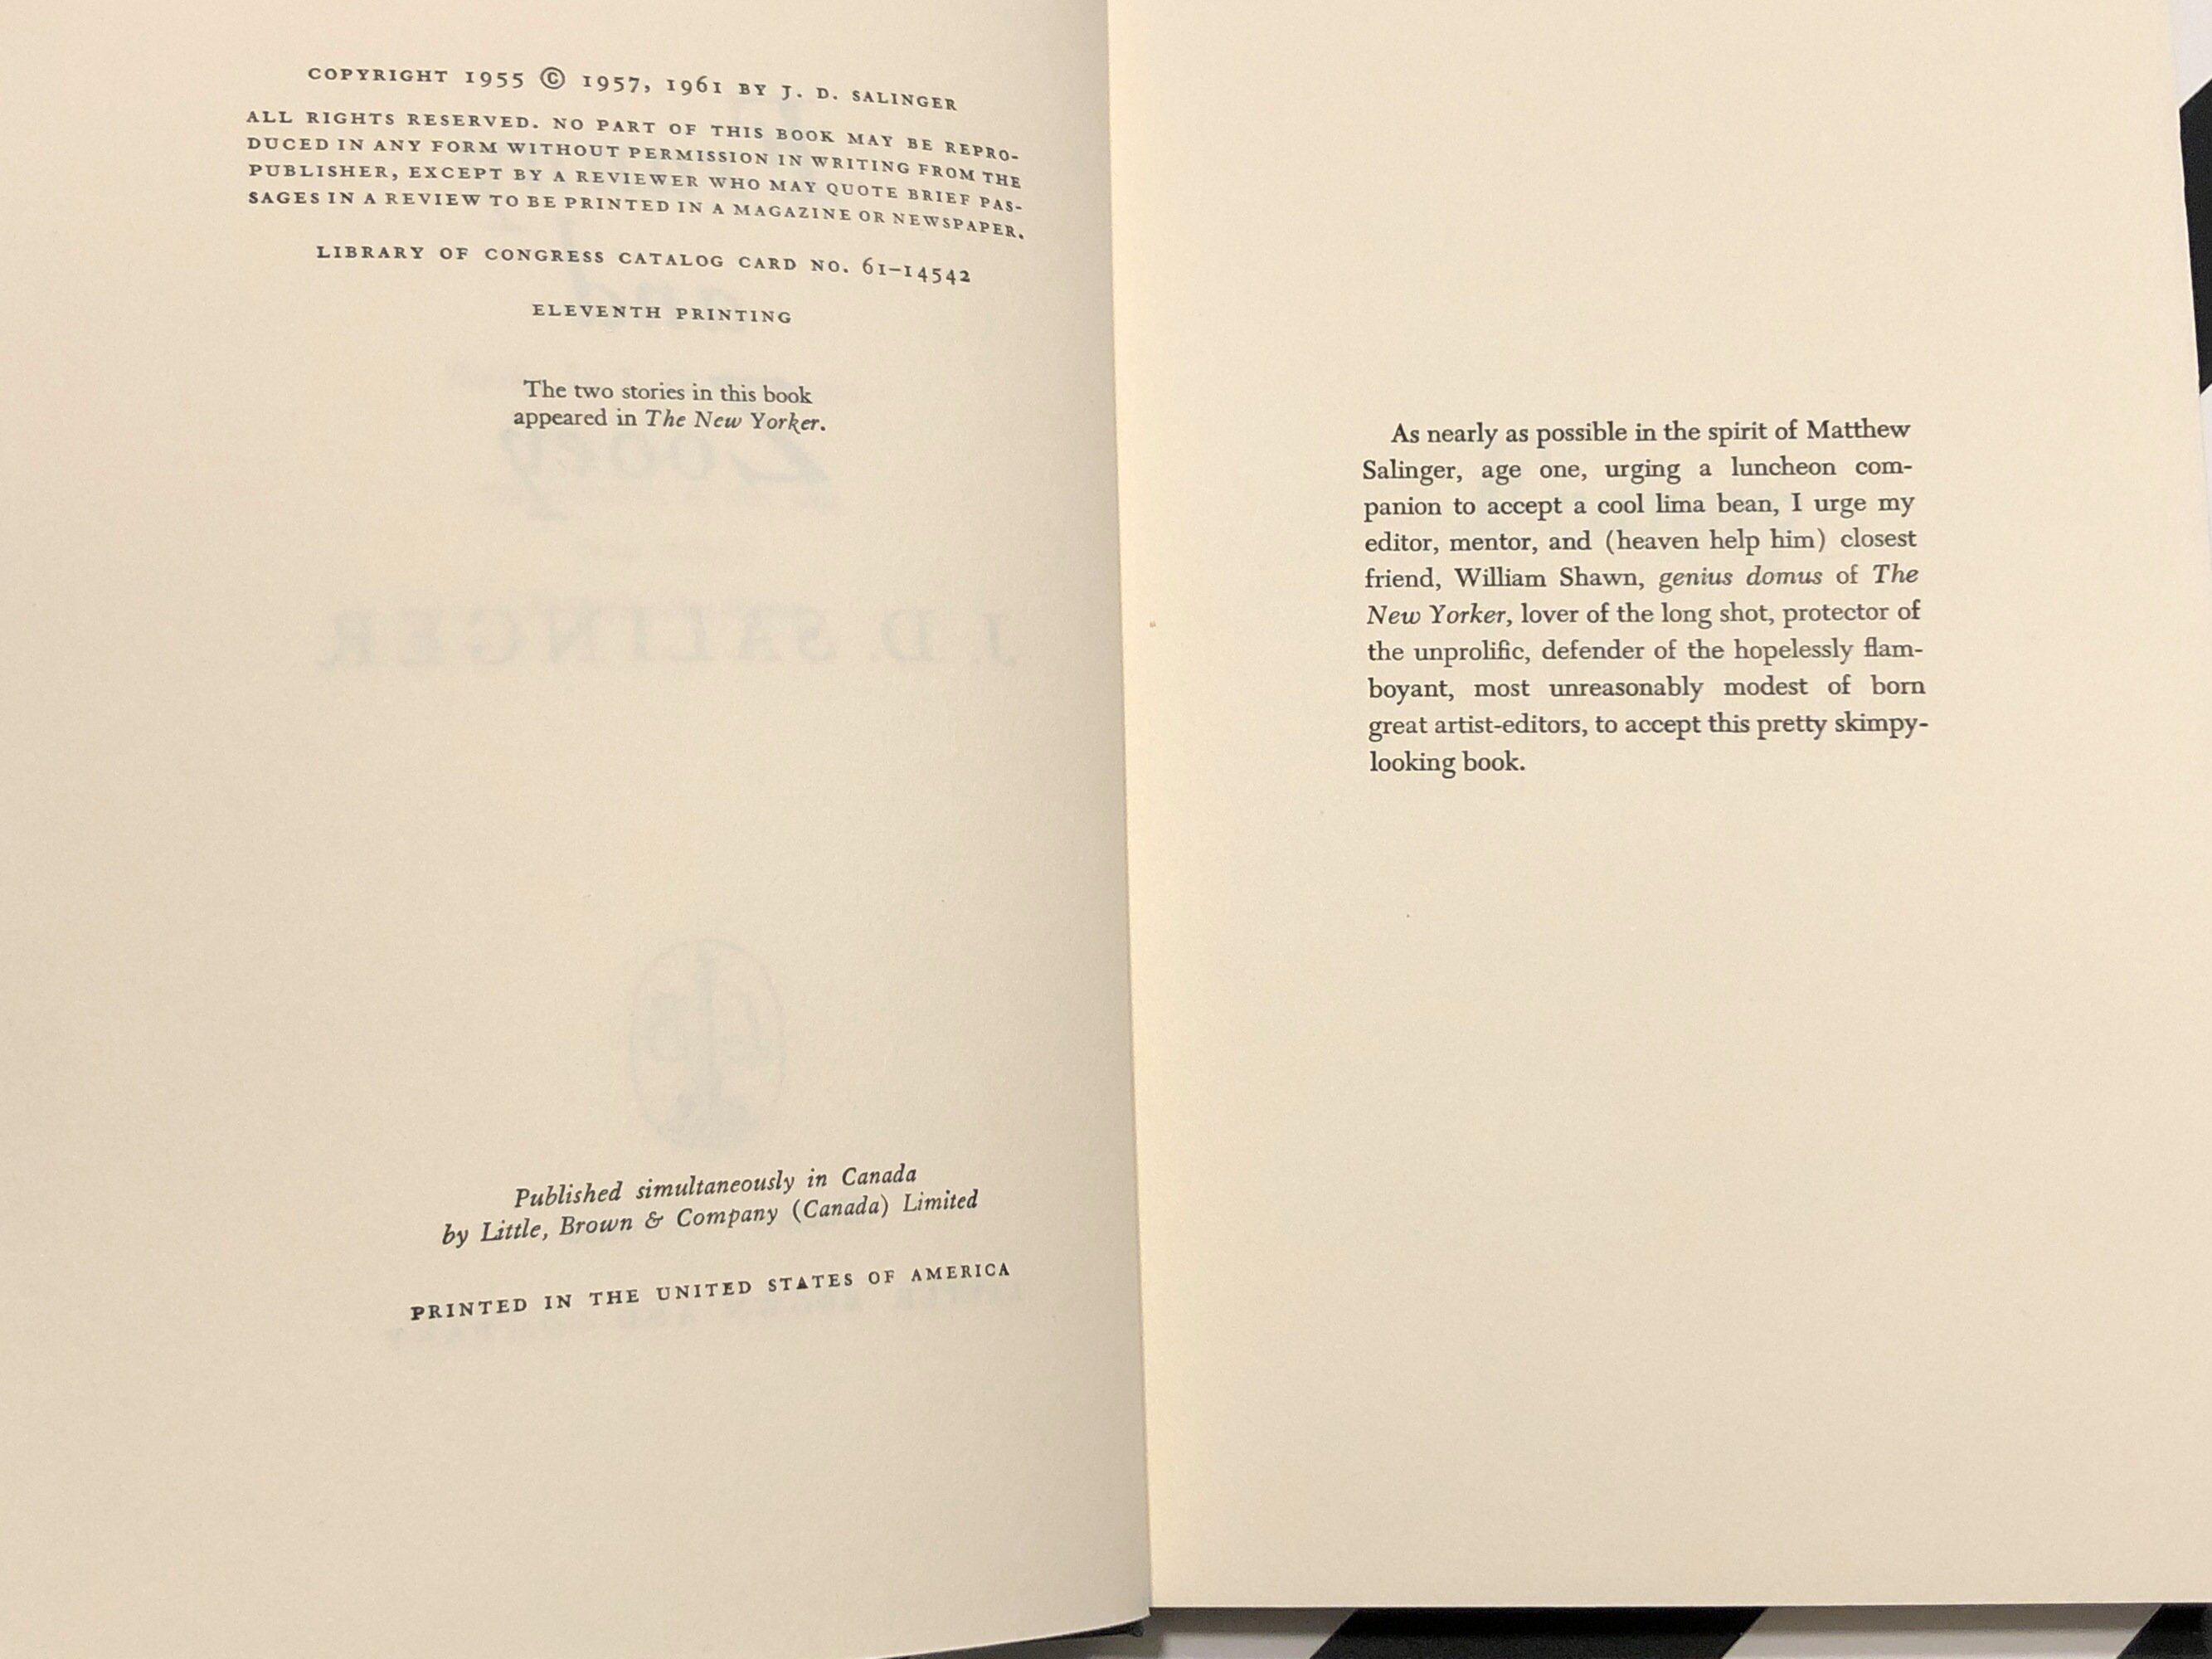 COPYRIGHT 1955 © 1957, 1961 BY J. D. SALINGER
ALL RIGHTS RESERVED. NO PART OF THIS BOOK MAY BE REPRO-
DUCED IN ANY FORM WITHOUT PERMISSION IN WRITING FROM THE
PUBLISHER, EXCEPT BY A REVIEWER WHO MAY QUOTE BRIEF PAS-
SAGES IN A REVIEW TO BE PRINTED IN A MAGAZINE OR NEWSPAPER.
LIBRARY OF CONGRESS CATALOG CARD NO. 61–14542
ELEVENTH PRINTING
The two stories in this book
appeared in The New Yorker.
and
Zooey
J. D. SALINGER
Published simultaneously in Canada
by Little, Brown & Company (Canada) Limited
PRINTED IN THE UNITED STATES OF AMERICA
As nearly as possible in the spirit of Matthew
Salinger, age one, urging a luncheon com-
panion to accept a cool lima bean, I urge my
editor, mentor, and (heaven help him) closest
friend, William Shawn, genius domus of The
New Yorker, lover of the long shot, protector of
the unprolific, defender of the hopelessly flam-
boyant, most unreasonably modest of born
great artist-editors, to accept this pretty skimpy-
looking book.